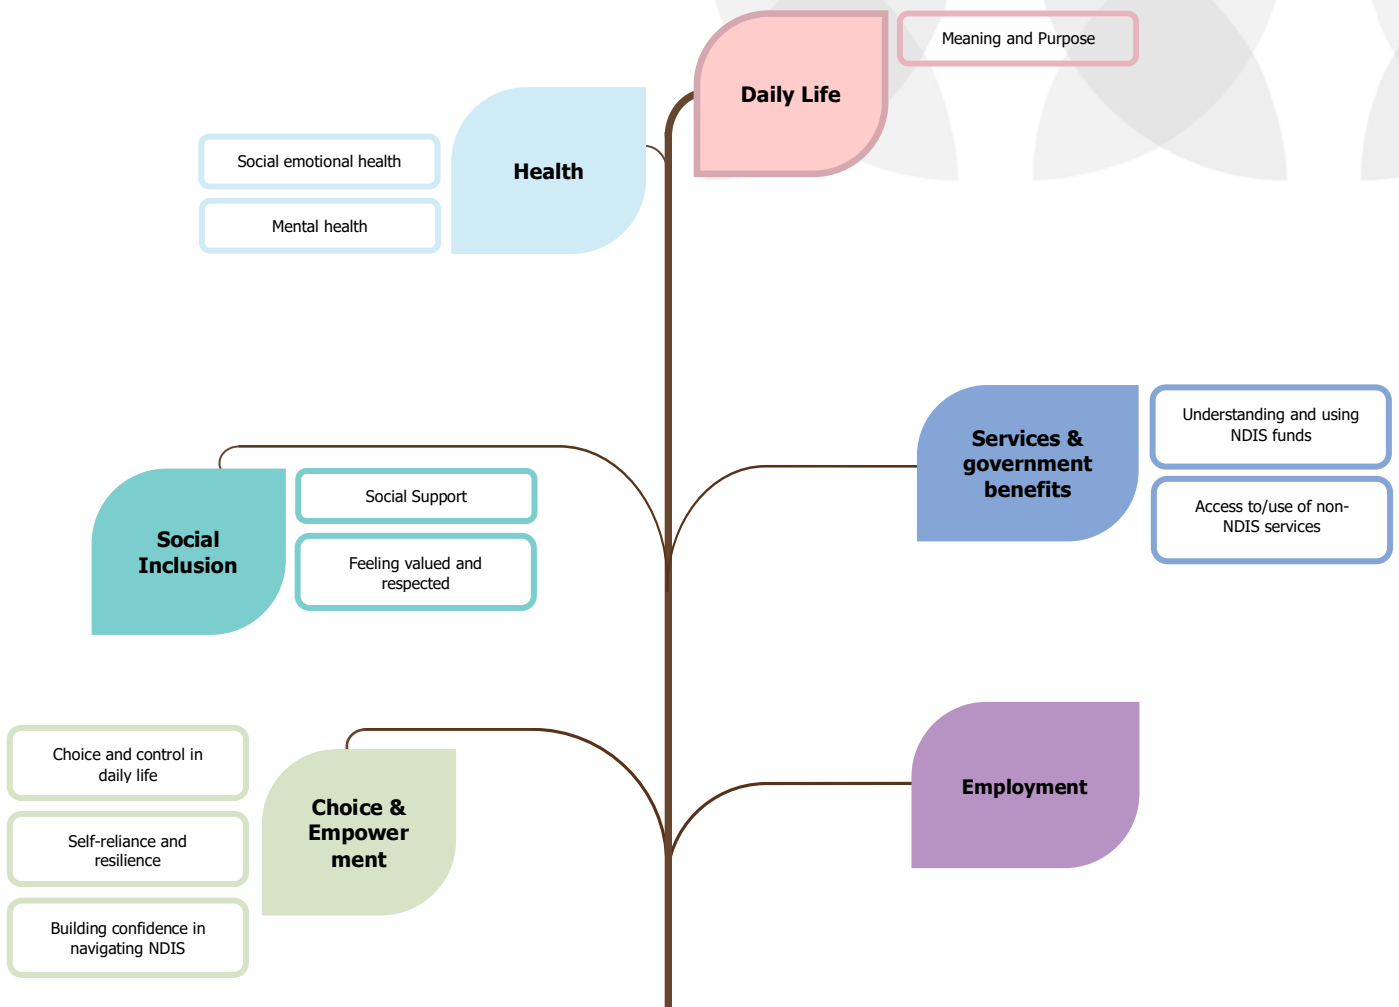 Meaning and Purpose
Daily Life
Social emotional health
Health
Mental health
Services &
government
benefits
Understanding and using
NDIS funds
Access to/use of non-
NDIS services
Social
Inclusion
Social Support
Feeling valued and
respected
Choice and control in
daily life
Self-reliance and
resilience
Building confidence in
navigating NDIS
Choice &
Empower
ment
Employment